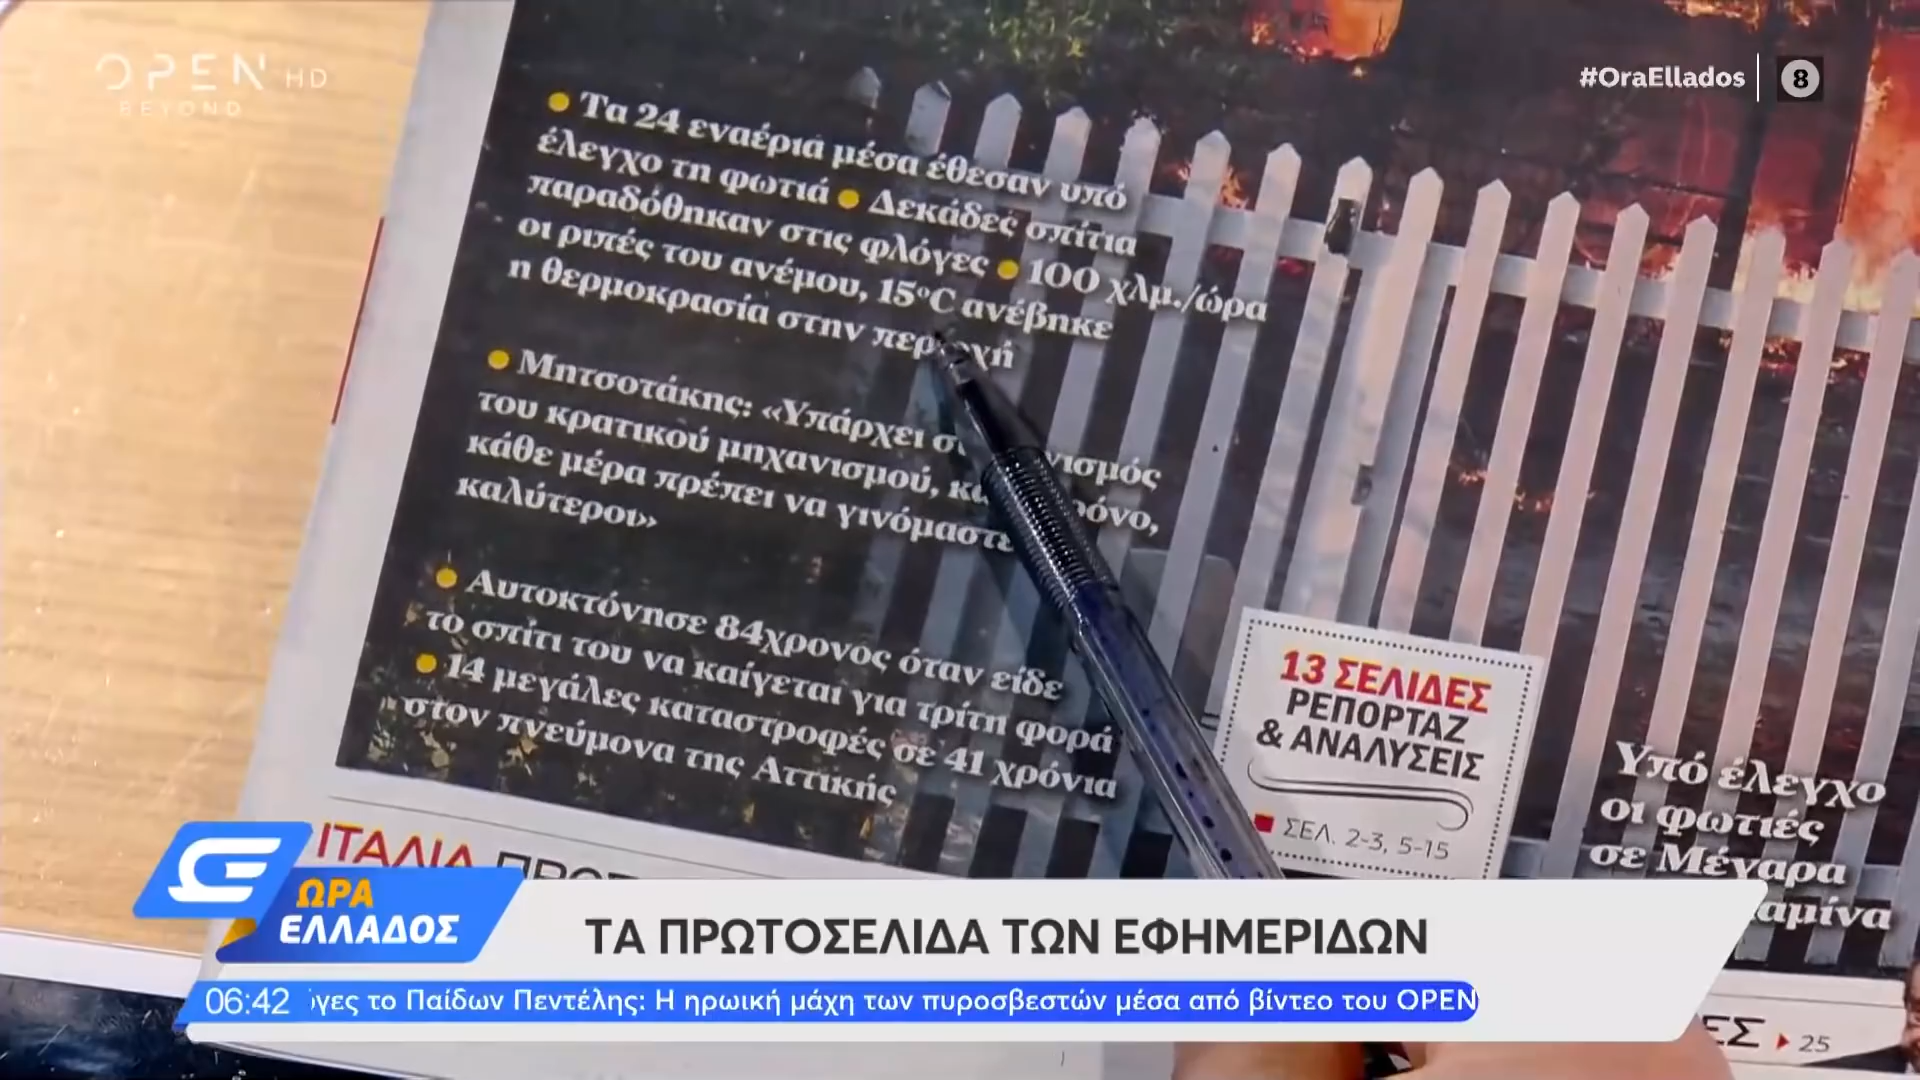 OPEN HD
BEYOND
#OraEllados
8
● Τα 24 εναέρια μέσα έθεσαν υπό
έλεγχο τη φωτιά ● Δεκάδες σπίτια
παραδόθηκαν στις φλόγες ● 100 χλμ./ώρα
οι ριπές του ανέμου, 15°C ανέβηκε
η θερμοκρασία στην
● Μητσοτάκης: «Υπάρχει
του κρατικού μηχανισμού,
κάθε μέρα πρέπει να γινόμαστε
καλύτεροι»
● Αυτοκτόνησε 84χρονος όταν είδε
το σπίτι του να καίγεται για τρίτη φορά
● 14 μεγάλες καταστροφές σε 41 χρόνια
στον πνεύμονα της Αττικής
13 ΣΕΛΙΔΕΣ
ΡΕΠΟΡΤΑΖ
& ΑΝΑΛΥΣΕΙΣ
ΣΕΛ. 2-3, 5-15
Υπό έλεγχο
οι φωτιές
σε Μέγαρα
ΙΤΑΛΙΑ
ΩΡΑ
ΕΛΛΑΔΟΣ
ΤΑ ΠΡΩΤΟΣΕΛΙΔΑ ΤΩΝ ΕΦΗΜΕΡΙΔΩΝ
06:42 το Παίδων Πεντέλης: Η ηρωική μάχη των πυροσβεστών μέσα από βίντεο του OPEN
25